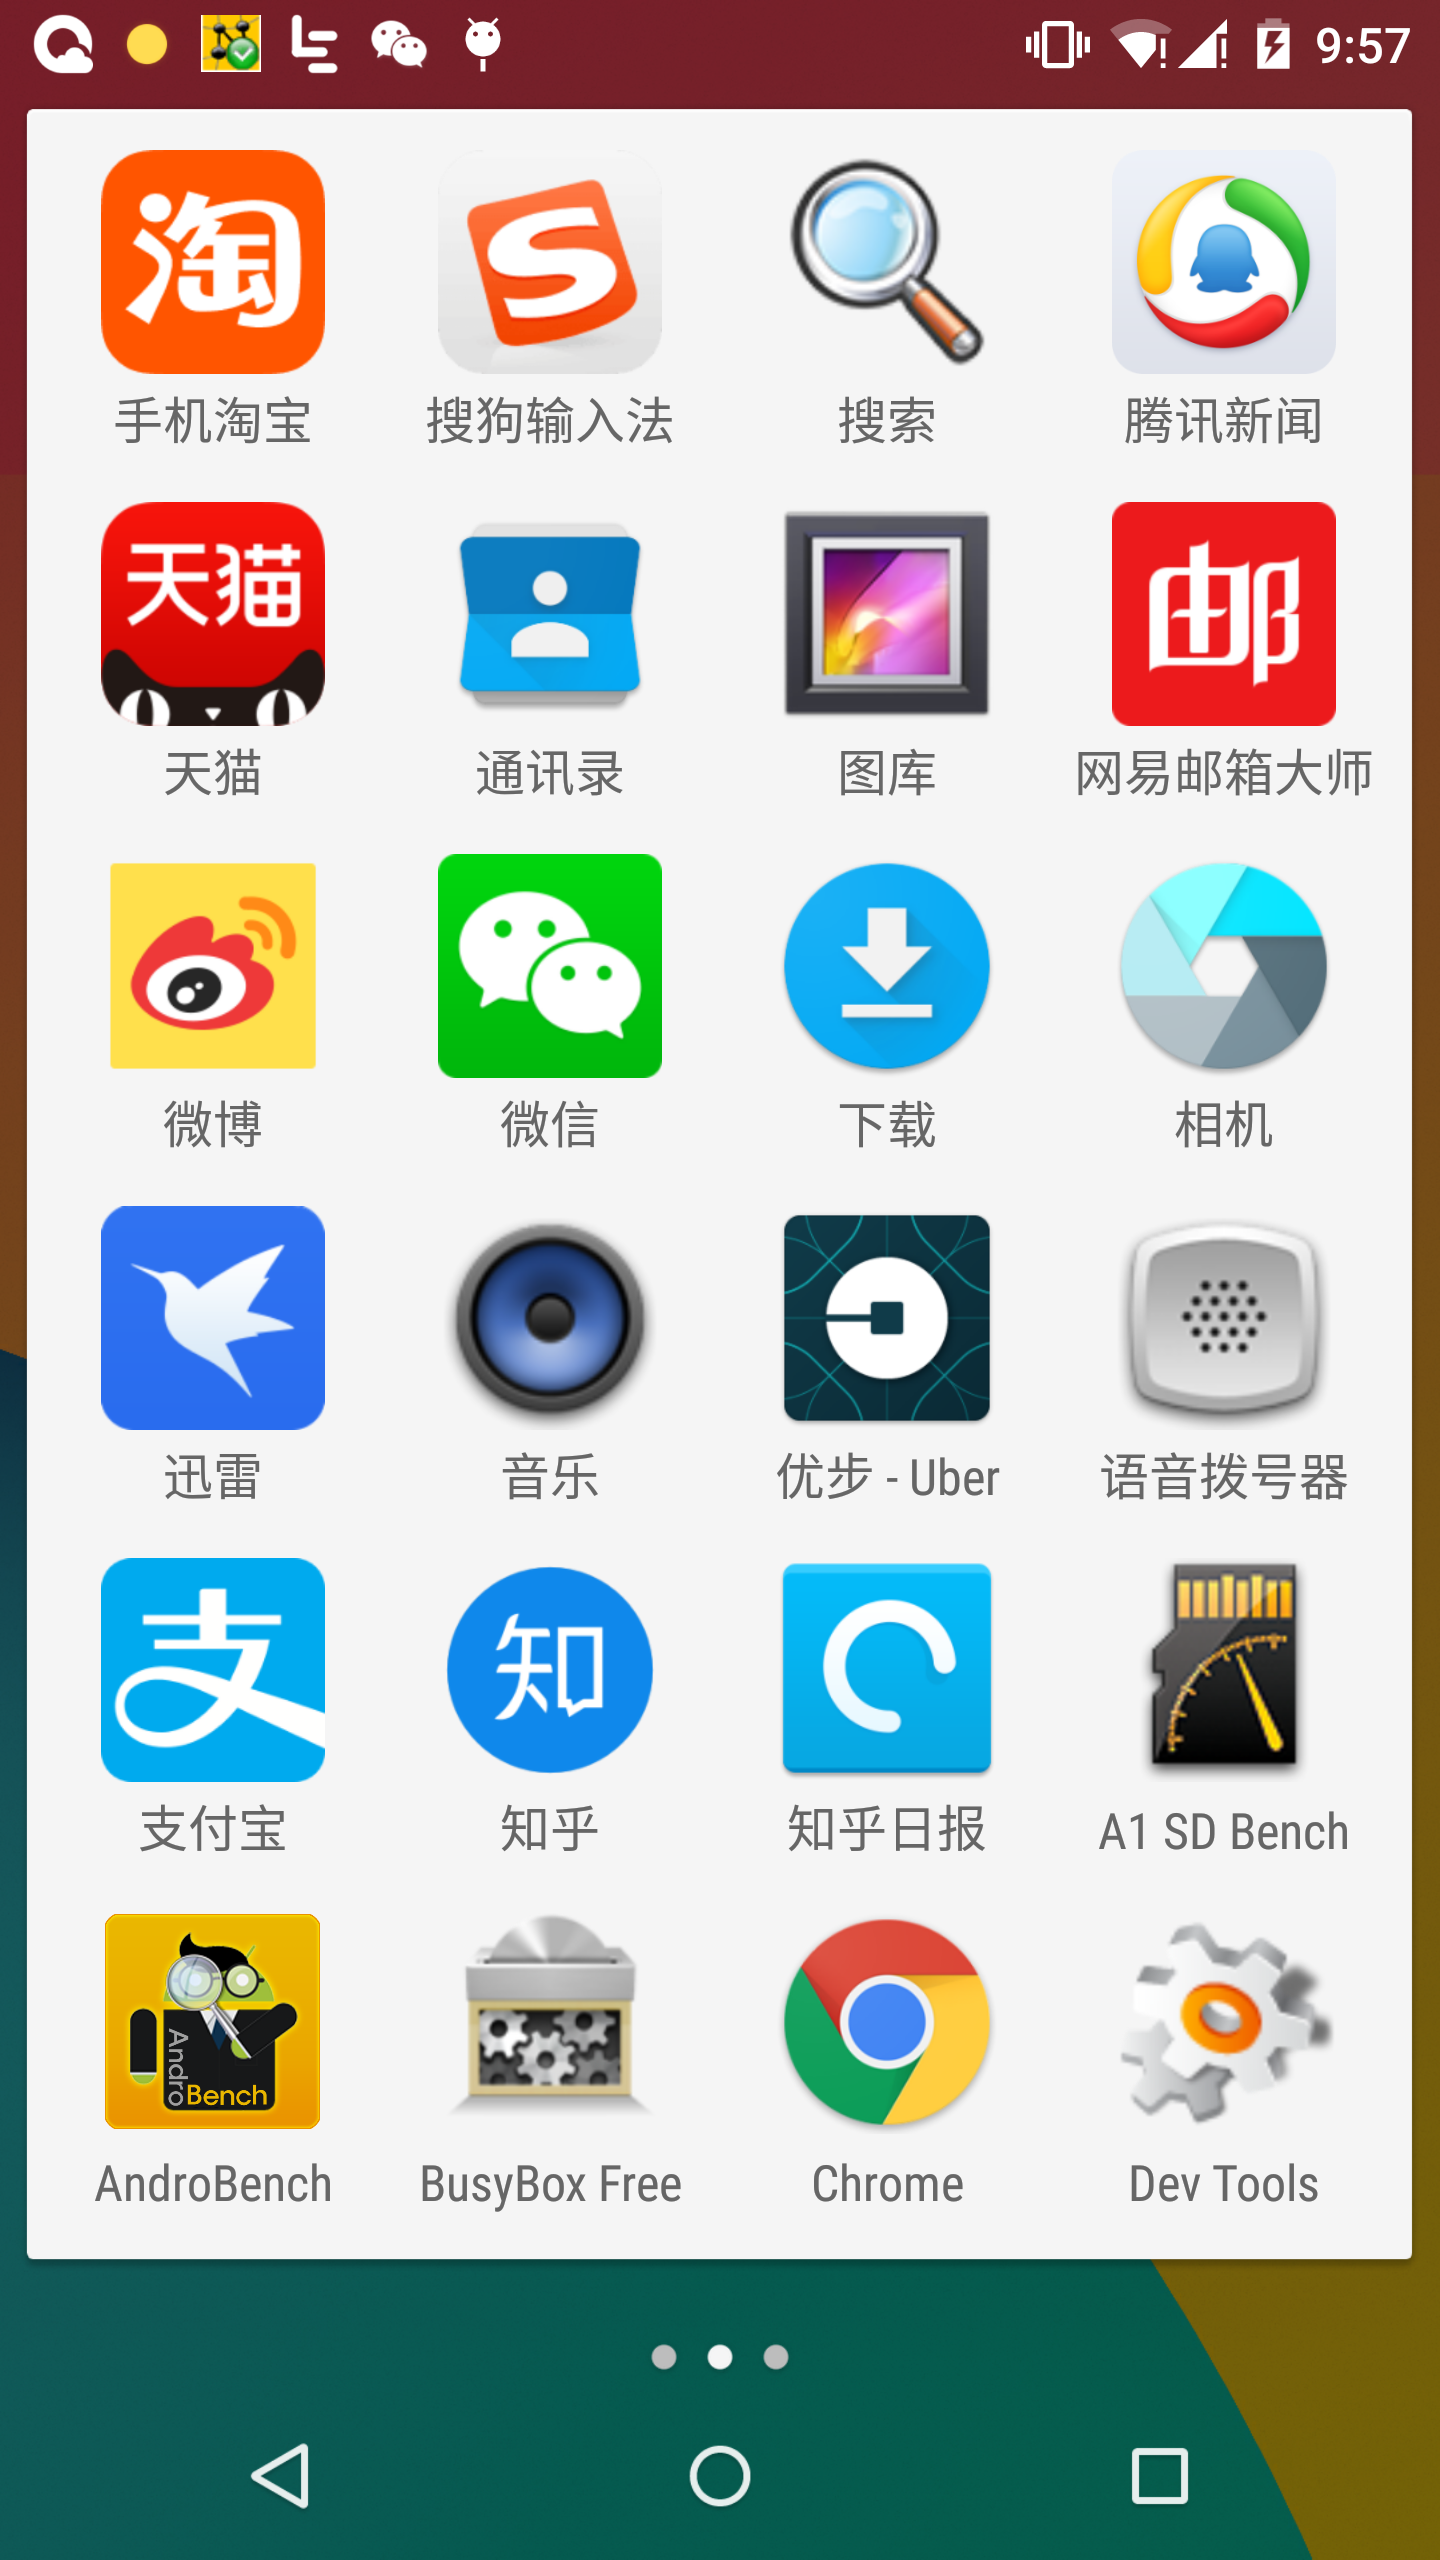 9:57
淘
手机淘宝
搜狗输入法
搜索
腾讯新闻
天猫
邮
天猫
通讯录
图库
网易邮箱大师
微博
微信
下载
相机
迅雷
音乐
优步 - Uber
语音拨号器
支
知
支付宝
知乎
知乎日报
A1 SD Bench
Andro
Bench
AndroBench
BusyBox Free
Chrome
Dev Tools